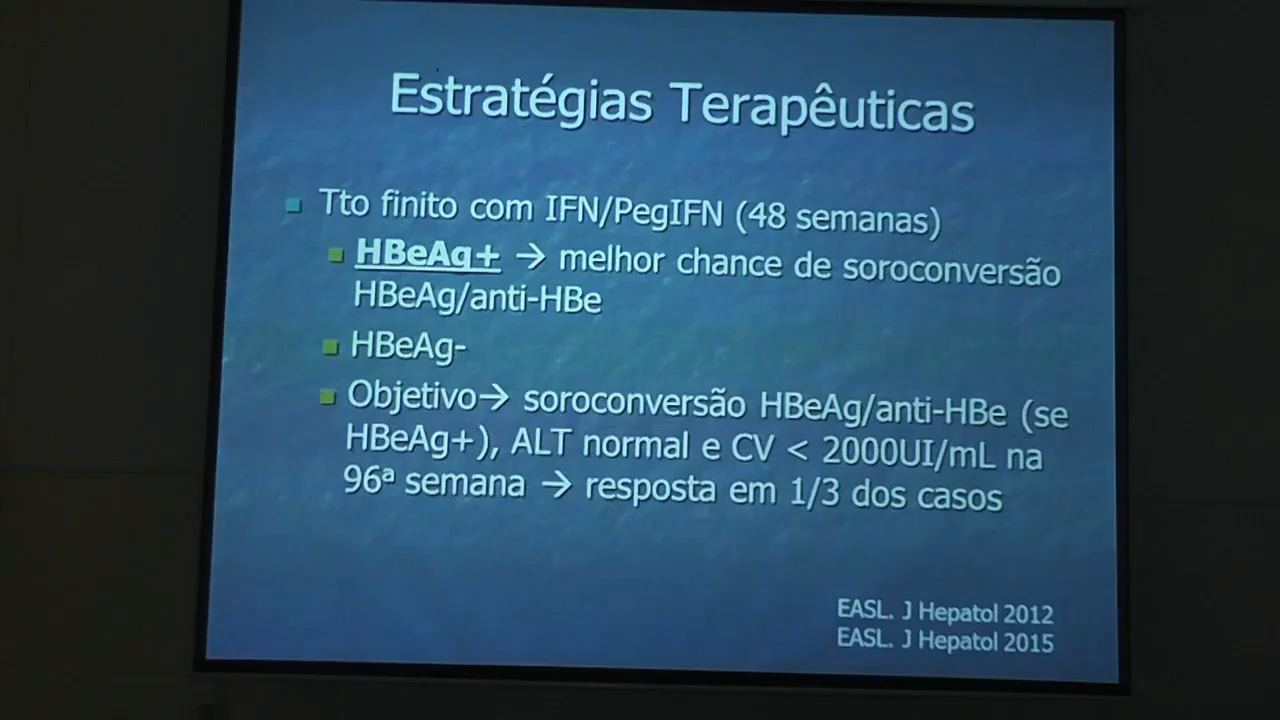 Estratégias Terapêuticas
Tto finito com IFN/PegIFN (48 semanas)
HBeAg+ → melhor chance de soroconversão
HBeAg/anti-HBe
HBeAg-
Objetivo→ soroconversão HBeAg/anti-HBe (se
HBeAg+), ALT normal e CV < 2000UI/mL na
96ª semana → resposta em 1/3 dos casos
EASL. J Hepatol 2012
EASL. J Hepatol 2015